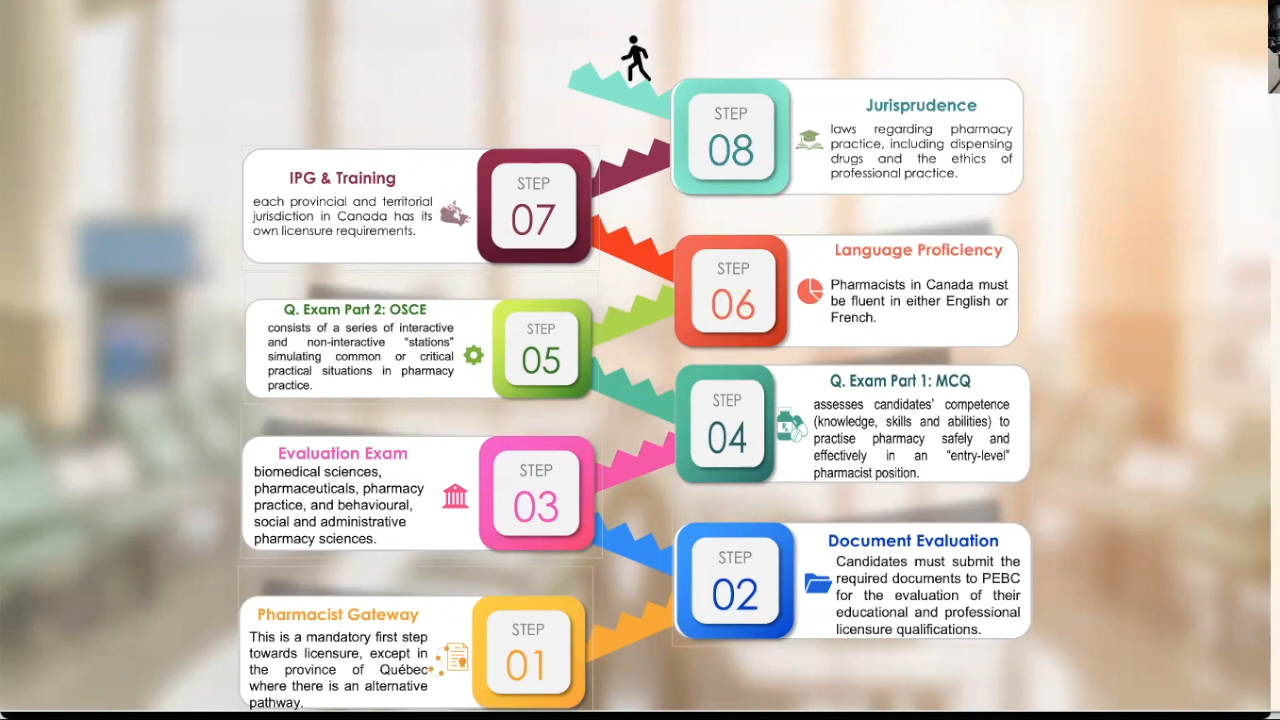 STEP
08
Jurisprudence
laws regarding pharmacy
practice, including dispensing
drugs and the ethics of
professional practice.
IPG & Training
each provincial and territorial
jurisdiction in Canada has its
own licensure requirements.
STEP
07
STEP
06
Language Proficiency
Pharmacists in Canada must
be fluent in either English or
French.
Q. Exam Part 2: OSCE
consists of a series of interactive
and non-interactive “stations”
simulating common or critical
practical situations in pharmacy
practice.
STEP
05
STEP
04
Q. Exam Part 1: MCQ
assesses candidates’ competence
(knowledge, skills and abilities) to
practise pharmacy safely and
effectively in an “entry-level”
pharmacist position.
Evaluation Exam
biomedical sciences,
pharmaceuticals, pharmacy
practice, and behavioural,
social and administrative
pharmacy sciences.
STEP
03
STEP
02
Document Evaluation
Candidates must submit the
required documents to PEBC
for the evaluation of their
educational and professional
licensure qualifications.
Pharmacist Gateway
This is a mandatory first step
towards licensure, except in
the province of Québec
where there is an alternative
pathway.
STEP
01